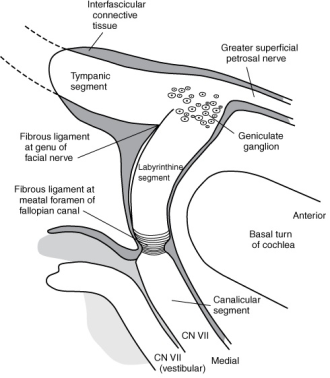 Interfascicular
connective
tissue
Greater superficial
petrosal nerve
Tympanic
segment
Fibrous ligament
at genu of
facial nerve
Geniculate
ganglion
Labyrinthine
segment
Fibrous ligament at
meatal foramen of
fallopian canal
Anterior
Basal turn
of cochlea
Canalicular
segment
CN VII
CN VII
(vestibular)
Medial